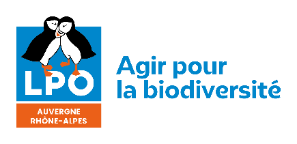 LPO
AUVERGNE
RHÔNE-ALPES
Agir pour
la biodiversité